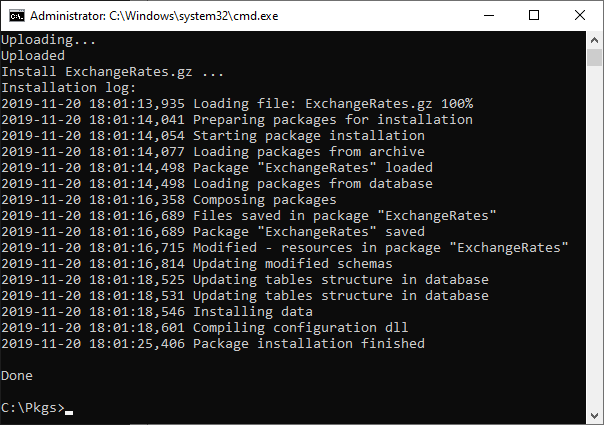 Administrator: C:\Windows\system32\cmd.exe
Uploading...
Uploaded
Install ExchangeRates.gz ...
Installation log:
2019-11-20 18:01:13,935 Loading file: ExchangeRates.gz 100%
2019-11-20 18:01:14,041 Preparing packages for installation
2019-11-20 18:01:14,054 Starting package installation
2019-11-20 18:01:14,077 Loading packages from archive
2019-11-20 18:01:14,498 Package "ExchangeRates" loaded
2019-11-20 18:01:14,498 Loading packages from database
2019-11-20 18:01:16,358 Composing packages
2019-11-20 18:01:16,689 Files saved in package "ExchangeRates"
2019-11-20 18:01:16,689 Package "ExchangeRates" saved
2019-11-20 18:01:16,715 Modified - resources in package "ExchangeRates"
2019-11-20 18:01:16,814 Updating modified schemas
2019-11-20 18:01:18,525 Updating tables structure in database
2019-11-20 18:01:18,531 Updating tables structure in database
2019-11-20 18:01:18,546 Installing data
2019-11-20 18:01:18,601 Compiling configuration dll
2019-11-20 18:01:25,406 Package installation finished
Done
C:\Pkgs>